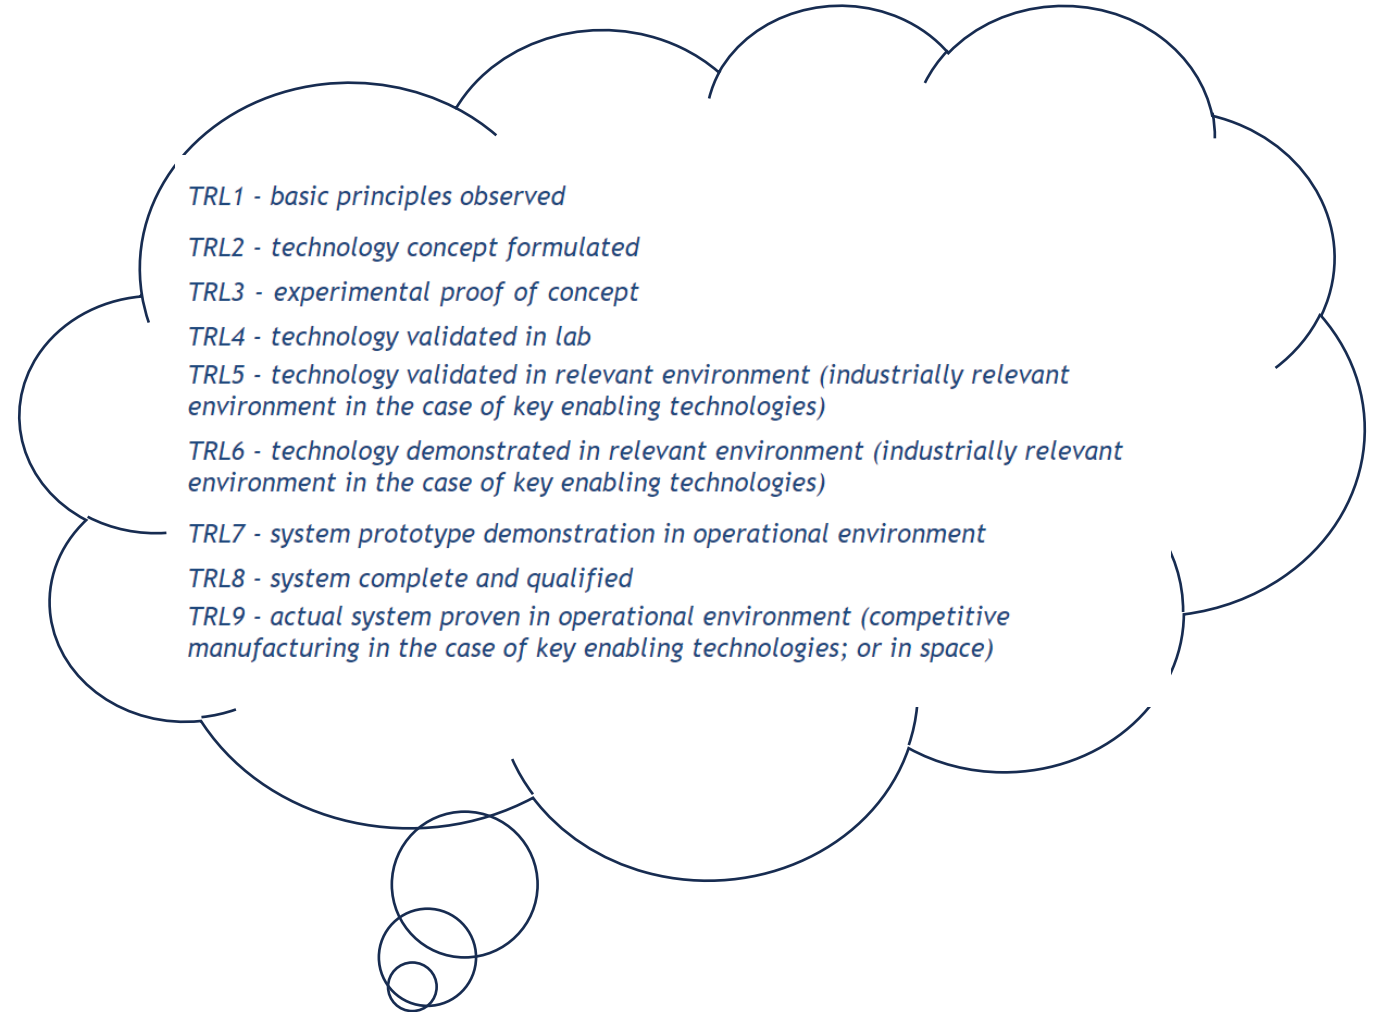 TRL1 - basic principles observed
TRL2 - technology concept formulated
TRL3 - experimental proof of concept
TRL4 - technology validated in lab
TRL5 - technology validated in relevant environment (industrially relevant
environment in the case of key enabling technologies)
TRL6 - technology demonstrated in relevant environment (industrially relevant
environment in the case of key enabling technologies)
TRL7 - system prototype demonstration in operational environment
TRL8 - system complete and qualified
TRL9 - actual system proven in operational environment (competitive
manufacturing in the case of key enabling technologies; or in space)